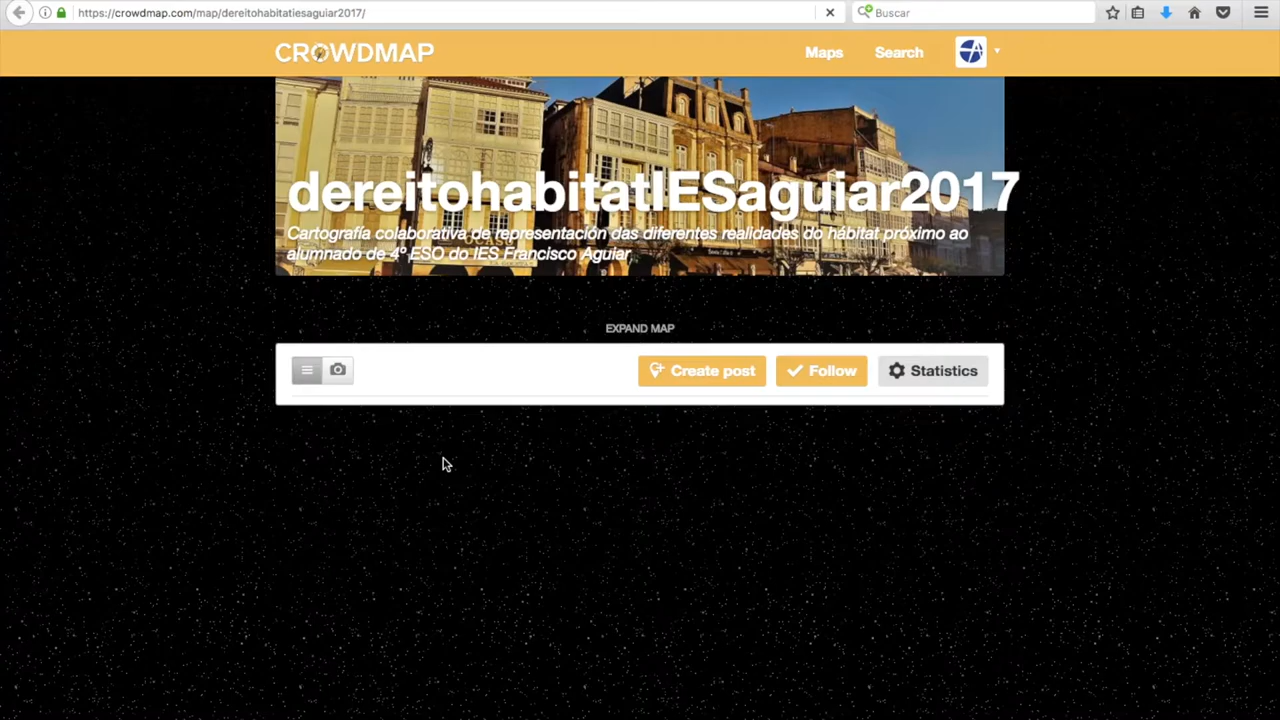 https://crowdmap.com/map/dereitohabitatiesaguiar2017/
Buscar
CROWDMAP
Maps
Search
dereitohabitatIESaguiar2017
Cartografía colaborativa de representación das diferentes realidades do hábitat próximo ao
alumnado de 4º ESO do IES Francisco Aguiar
OCASO
EXPAND MAP
Create post
Follow
Statistics